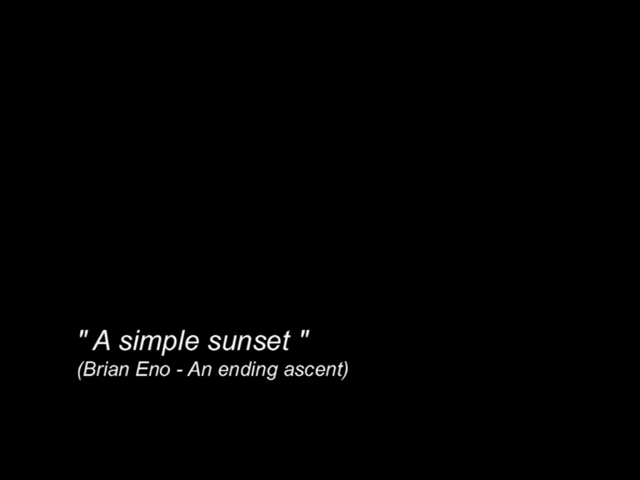 " A simple sunset "
(Brian Eno - An ending ascent)